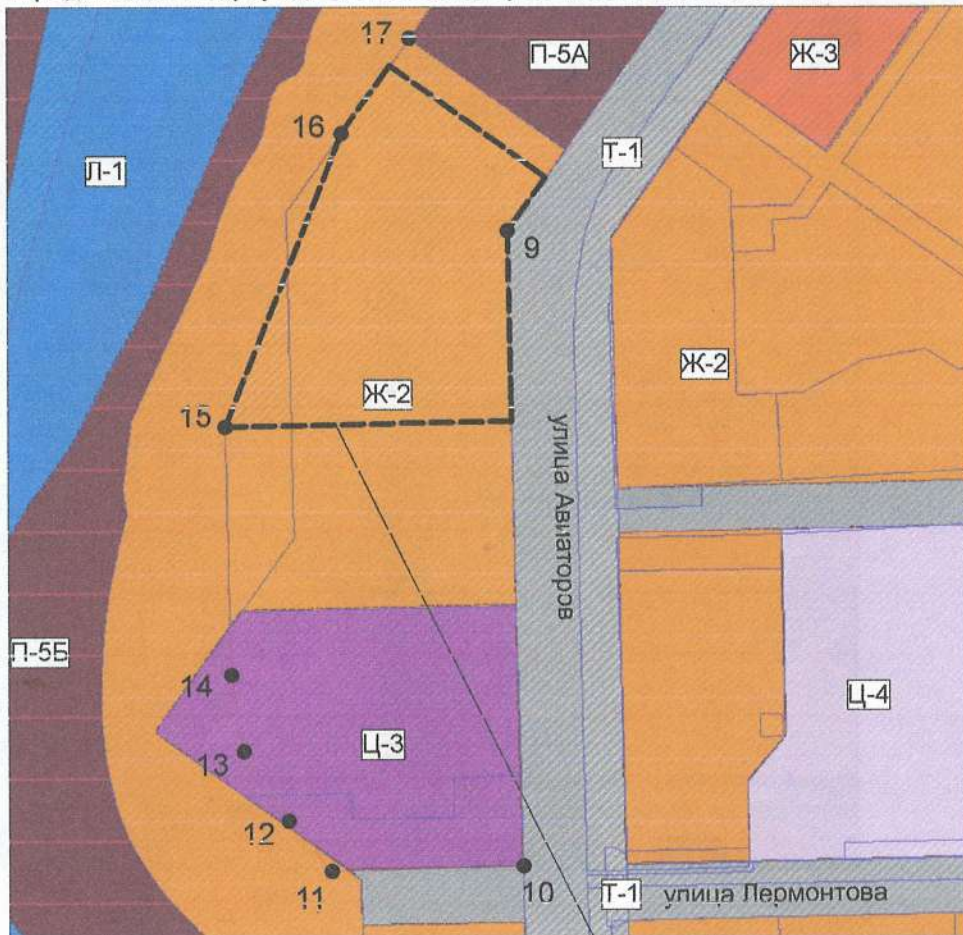 17
П-5А
Ж-3
16
Т-1
Л-1
9
Ж-2
Ж-2
15
улица Авиаторов
П-5Б
14
Ц-4
Ц-3
13
12
11
10
Т-1
улица Лермонтова